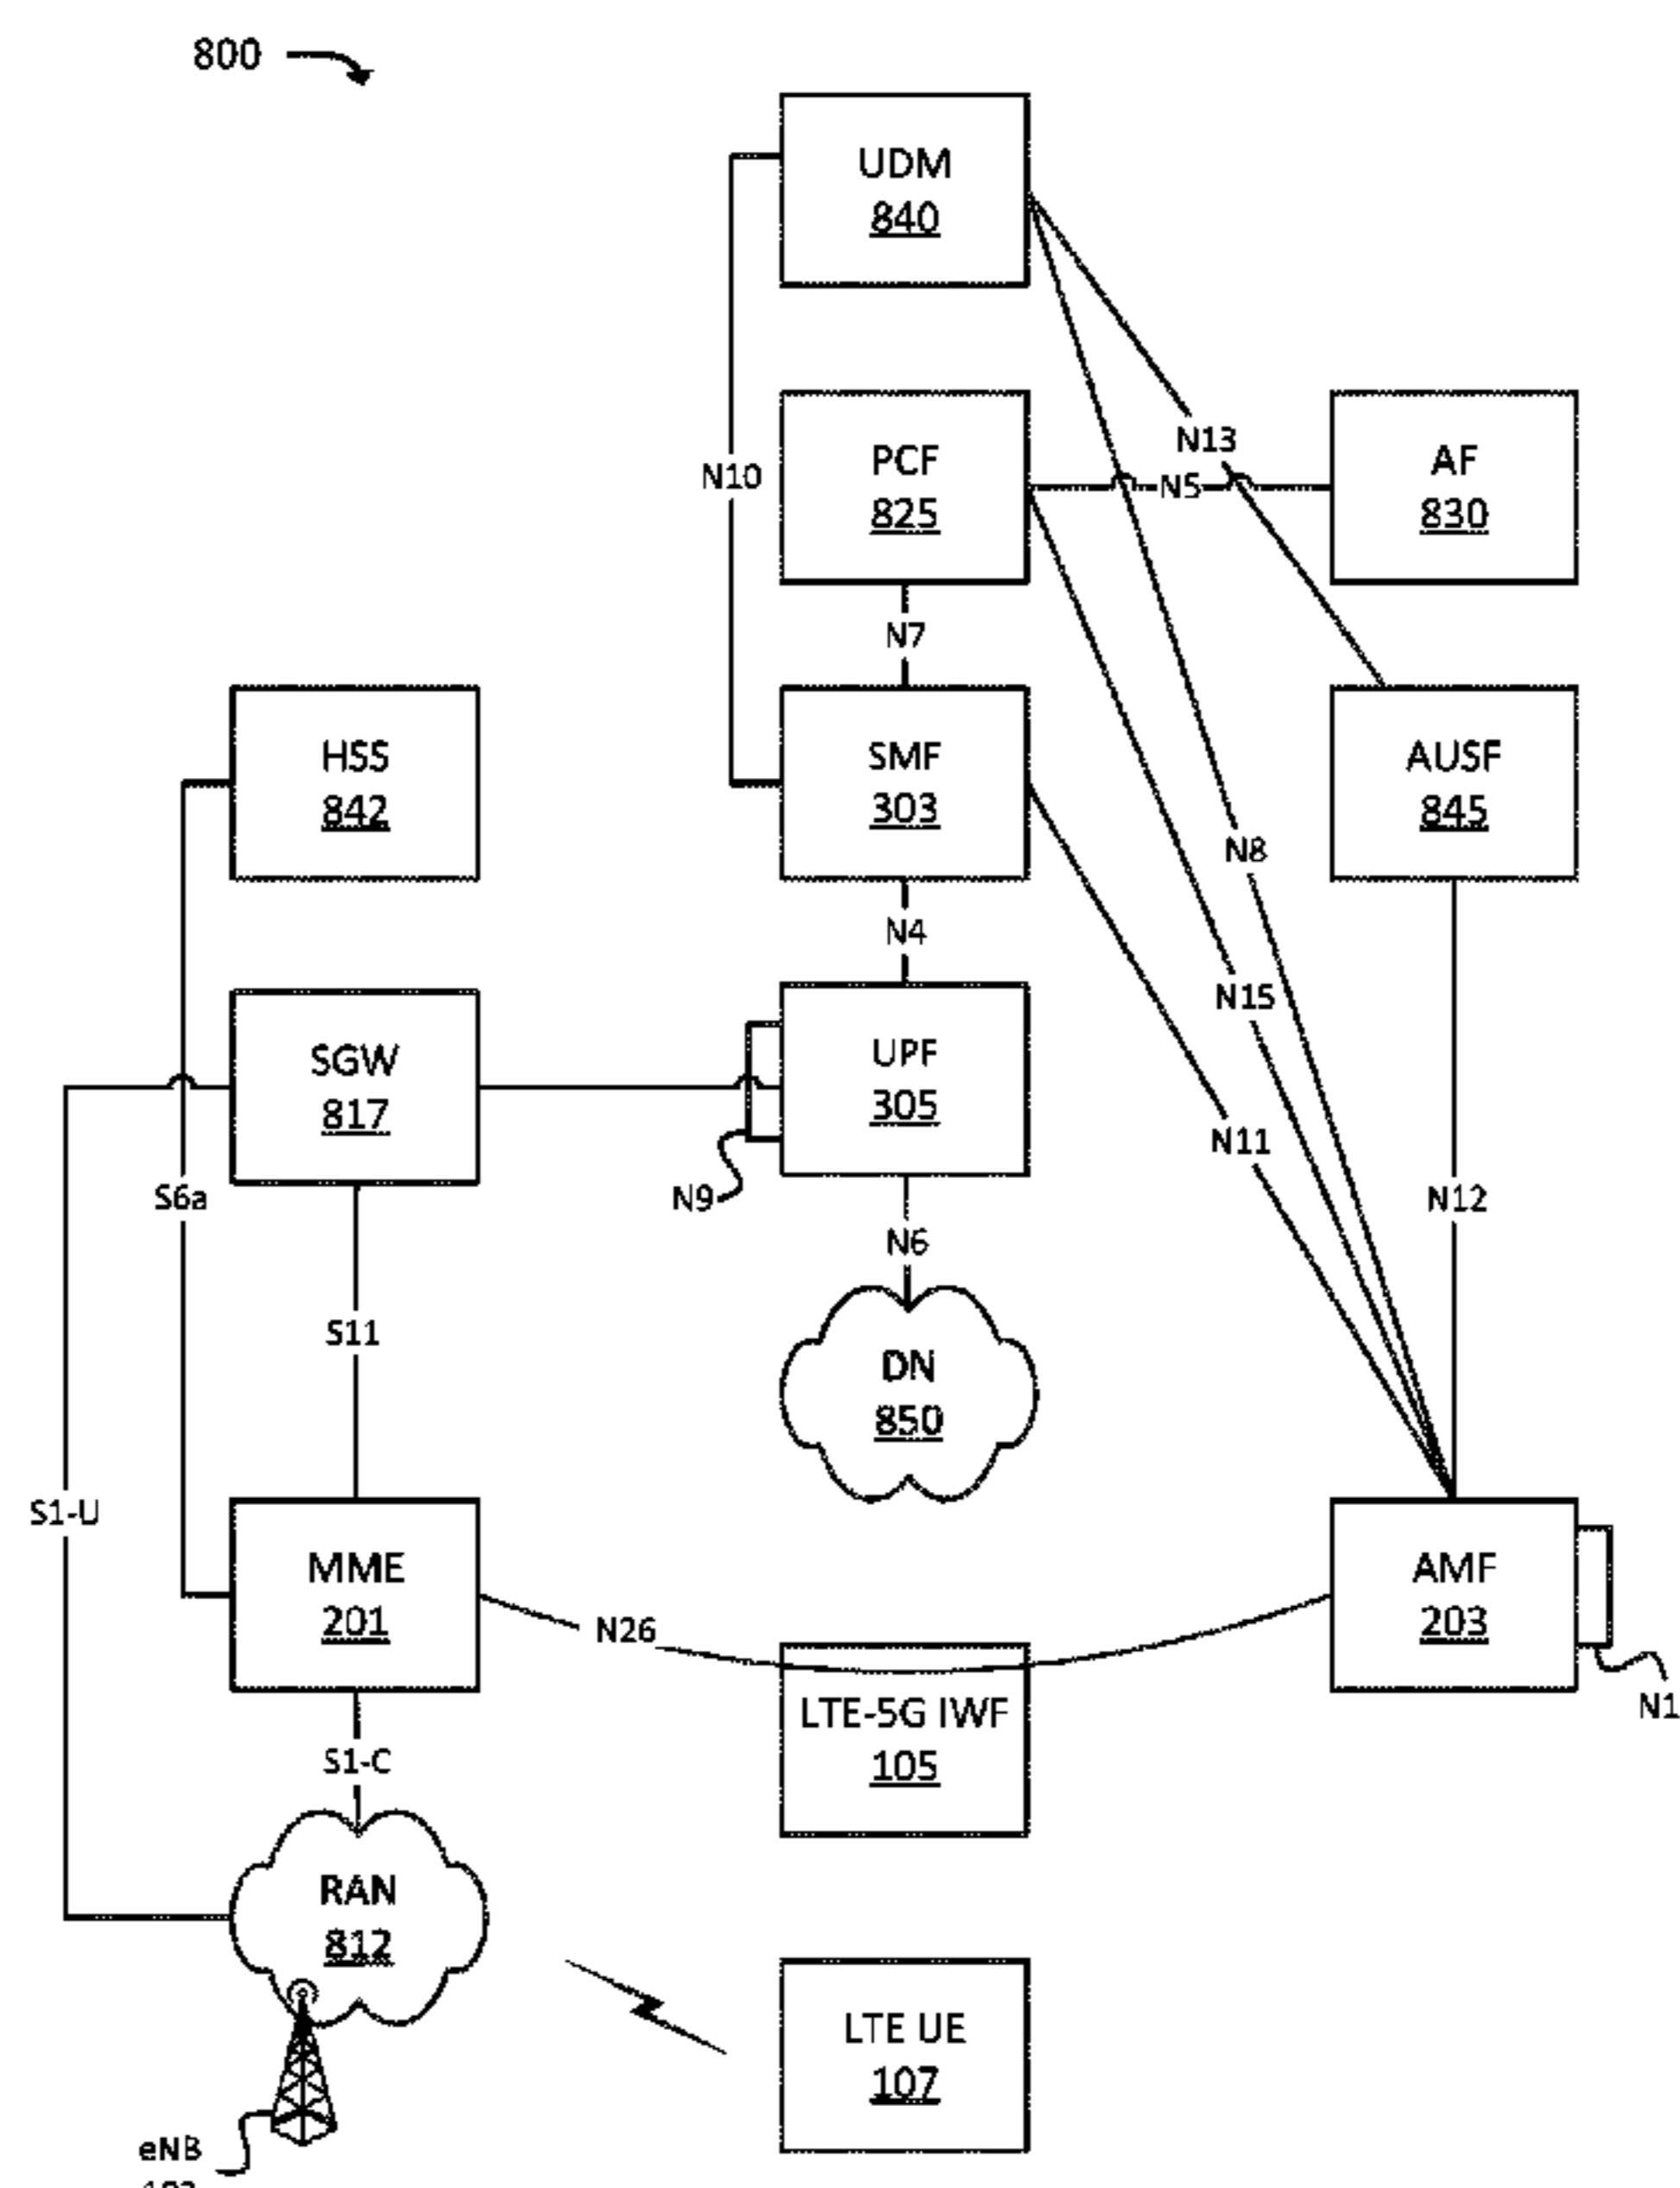 800
UDM
840
N10
PCF
825
N13
N5
AF
830
N7
HSS
842
SMF
303
N8
AUSF
845
N4
SGW
817
UPF
305
N15
N11
S6a
N9
N12
N6
S11
DN
850
S1-U
MME
201
N26
AMF
203
LTE-5G IWF
105
N1
S1-C
RAN
812
LTE UE
107
eNB